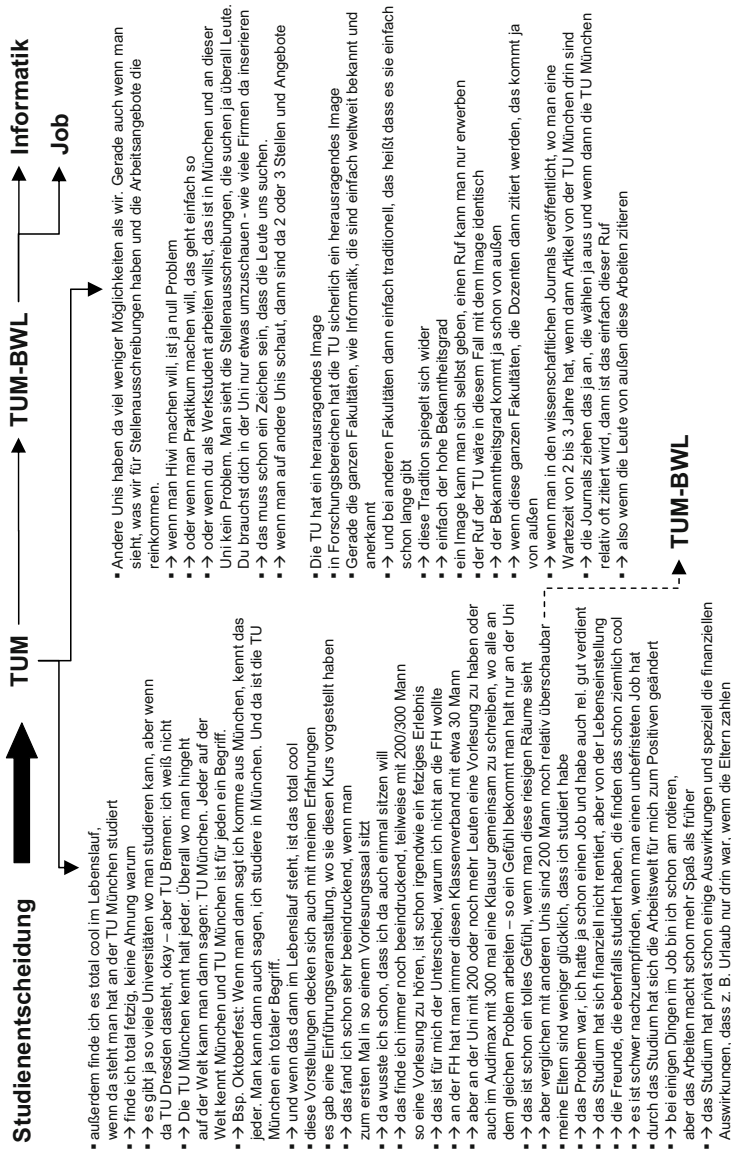 Studienentscheidung TUM TUM-BWL Informatik
Job
▪ außerdem finde ich es total cool im Lebenslauf,
wenn da steht man hat an der TU München studiert
▪ → finde ich total fetzig, keine Ahnung warum
▪ → es gibt ja so viele Universitäten wo man studieren kann, aber wenn
da TU Dresden dasteht, okay – aber TU Bremen: ich weiß nicht
▪ → Die TU München kennt halt jeder. Überall wo man hingeht
auf der Welt kann man dann sagen: TU München. Jeder auf der
Welt kennt München und TU München ist für jeden ein Begriff.
▪ → Bsp. Oktoberfest: Wenn man dann sagt ich komme aus München, kennt das
jeder. Man kann dann auch sagen, ich studiere in München. Und da ist die TU
München ein totaler Begriff.
▪ → und wenn das dann im Lebenslauf steht, ist das total cool
▪ diese Vorstellungen decken sich auch mit meinen Erfahrungen
▪ es gab eine Einführungsveranstaltung, wo sie diesen Kurs vorgestellt haben
▪ → das fand ich schon sehr beeindruckend, wenn man
zum ersten Mal in so einem Vorlesungssaal sitzt
▪ → da wusste ich schon, dass ich da auch einmal sitzen will
▪ → das finde ich immer noch beeindruckend, teilweise mit 200/300 Mann
so eine Vorlesung zu hören, ist schon irgendwie ein fetziges Erlebnis
▪ → das ist für mich der Unterschied, warum ich nicht an die FH wollte
▪ → an der FH hat man immer diesen Klassenverband mit etwa 30 Mann
▪ → aber an der Uni mit 200 oder noch mehr Leuten eine Vorlesung zu haben oder
auch im Audimax mit 300 mal eine Klausur gemeinsam zu schreiben, wo alle an
dem gleichen Problem arbeiten – so ein Gefühl bekommt man halt nur an der Uni
▪ → das ist schon ein tolles Gefühl, wenn man diese riesigen Räume sieht
▪ → aber verglichen mit anderen Unis sind 200 Mann noch relativ überschaubar
▪ meine Eltern sind weniger glücklich, dass ich studiert habe
▪ → das Problem war, ich hatte ja schon einen Job und habe auch rel. gut verdient
▪ → das Studium hat sich finanziell nicht rentiert, aber von der Lebenseinstellung
▪ → die Freunde, die ebenfalls studiert haben, die finden das schon ziemlich cool
▪ → es ist schwer nachzuempfinden, wenn man einen unbefristeten Job hat
▪ durch das Studium hat sich die Arbeitswelt für mich zum Positiven geändert
▪ → bei einigen Dingen im Job bin ich schon am rotieren,
aber das Arbeiten macht schon mehr Spaß als früher
▪ → das Studium hat privat schon einige Auswirkungen und speziell die finanziellen
Auswirkungen, dass z. B. Urlaub nur drin war, wenn die Eltern zahlen
▪ Andere Unis haben da viel weniger Möglichkeiten als wir. Gerade auch wenn man
sieht, was wir für Stellenausschreibungen haben und die Arbeitsangebote die
reinkommen.
▪ → wenn man Hiwi machen will, ist ja null Problem
▪ → oder wenn man Praktikum machen will, das geht einfach so
▪ → oder wenn du als Werkstudent arbeiten willst, das ist in München und an dieser
Uni kein Problem. Man sieht die Stellenausschreibungen, die suchen ja überall Leute.
Du brauchst dich in der Uni nur etwas umzuschauen - wie viele Firmen da inserieren
▪ → das muss schon ein Zeichen sein, dass die Leute uns suchen.
▪ → wenn man auf andere Unis schaut, dann sind da 2 oder 3 Stellen und Angebote
▪ Die TU hat ein herausragendes Image
▪ in Forschungsbereichen hat die TU sicherlich ein herausragendes Image
▪ Gerade die ganzen Fakultäten, wie Informatik, die sind einfach weltweit bekannt und
anerkannt
▪ → und bei anderen Fakultäten dann einfach traditionell, das heißt dass es sie einfach
schon lange gibt
▪ → diese Tradition spiegelt sich wider
▪ → einfach der hohe Bekanntheitsgrad
▪ ein Image kann man sich selbst geben, einen Ruf kann man nur erwerben
▪ der Ruf der TU wäre in diesem Fall mit dem Image identisch
▪ → der Bekanntheitsgrad kommt ja schon von außen
▪ → wenn diese ganzen Fakultäten, die Dozenten dann zitiert werden, das kommt ja
von außen
▪ → wenn man in den wissenschaftlichen Journals veröffentlicht, wo man eine
Wartezeit von 2 bis 3 Jahre hat, wenn dann Artikel von der TU München drin sind
▪ → die Journals ziehen das ja an, die wählen ja aus und wenn dann die TU München
relativ oft zitiert wird, dann ist das einfach dieser Ruf
▪ → also wenn die Leute von außen diese Arbeiten zitieren
TUM-BWL